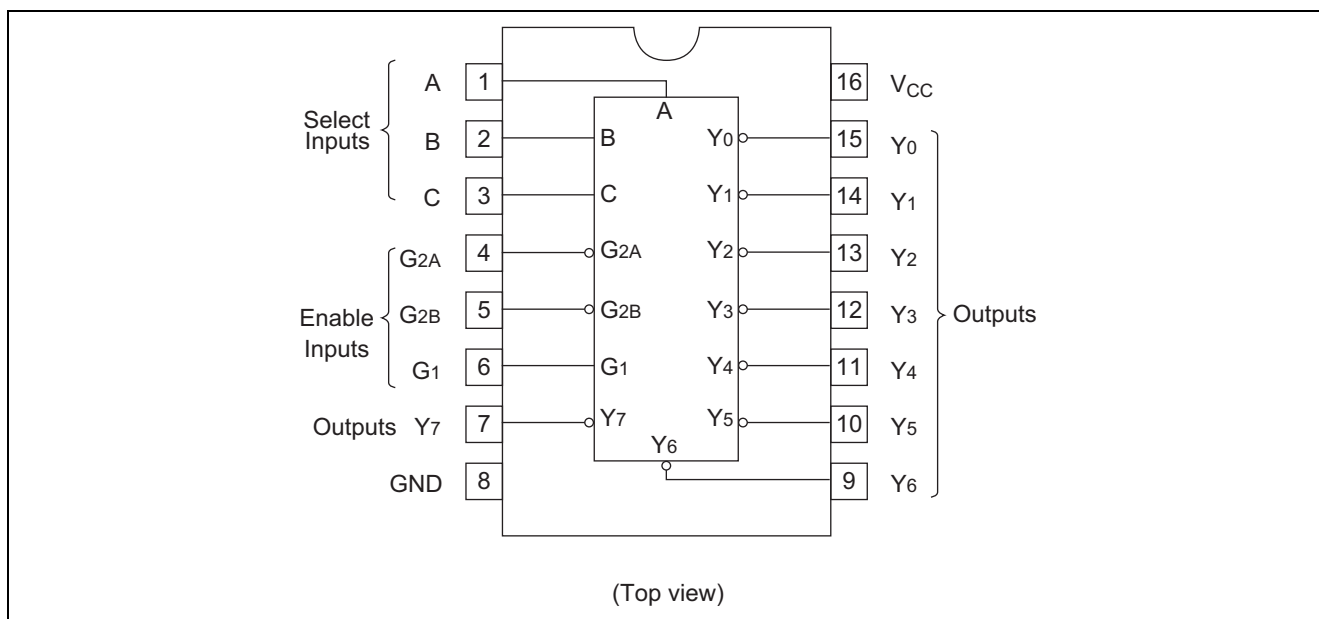 A 1 16 VCC
A
Select
Inputs
B 2 B Y0 15 Y0
C 3 C Y1 14 Y1
G2A 4 G2A Y2 13 Y2
Enable
Inputs
G2B 5 G2B Y3 12 Y3
Outputs
G1 6 G1 Y4 11 Y4
Outputs Y7 7 Y7 Y5 10 Y5
Y6
GND 8 9 Y6
(Top view)